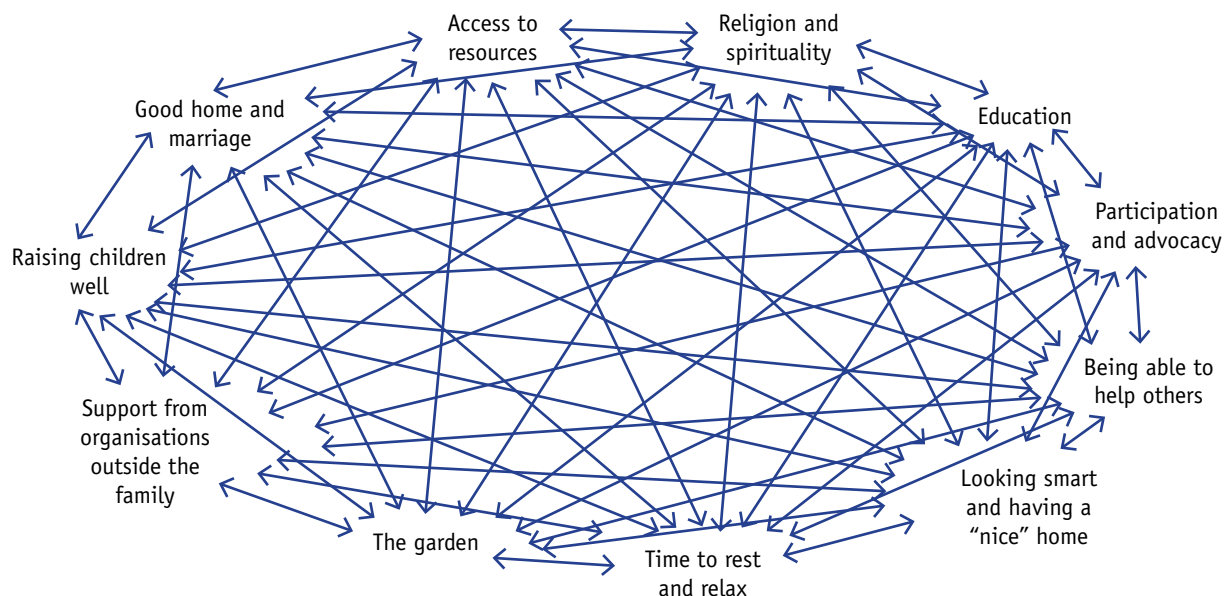 Access to
resources
Religion and
spirituality
Good home and
marriage
Education
Participation
and advocacy
Raising children
well
Being able to
help others
Support from
organisations
outside the
family
Looking smart
and having a
“nice” home
The garden
Time to rest
and relax